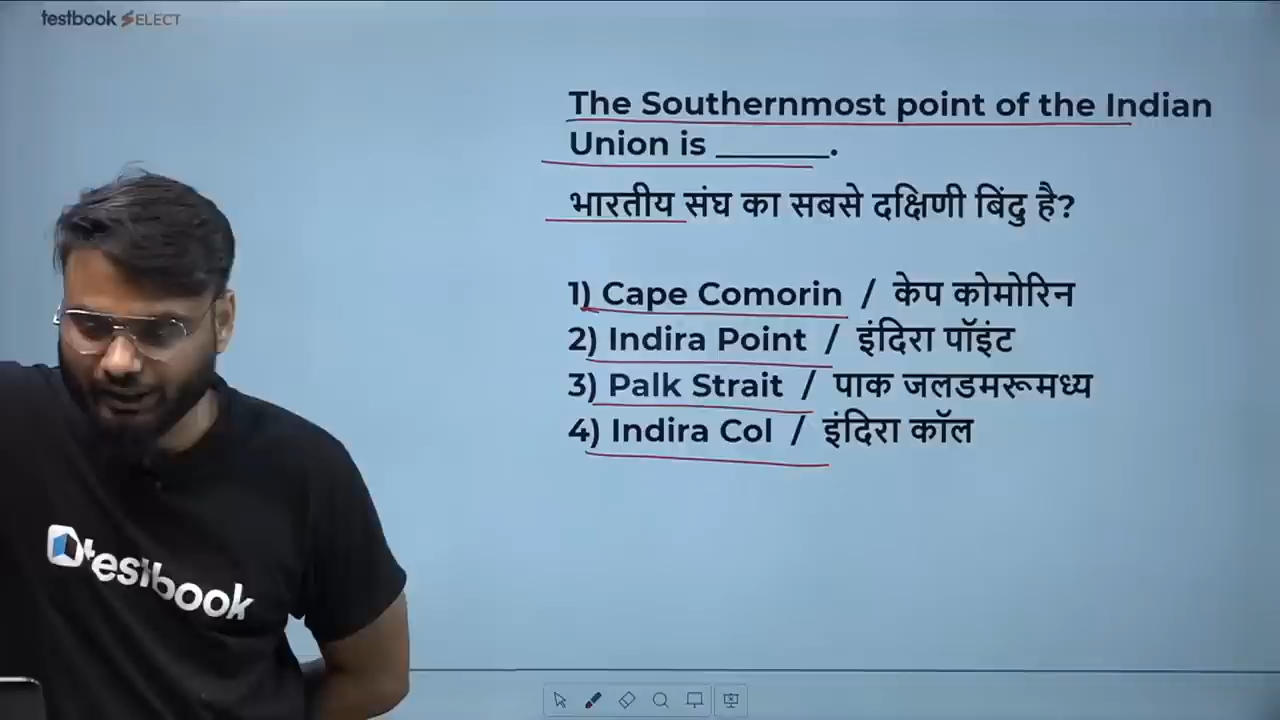 testbook SELECT
The Southernmost point of the Indian
Union is ______.
भारतीय संघ का सबसे दक्षिणी बिंदु है?
1) Cape Comorin / केप कोमोरिन
2) Indira Point / इंदिरा पॉइंट
3) Palk Strait / पाक जलडमरूमध्य
4) Indira Col / इंदिरा कॉल
testbook